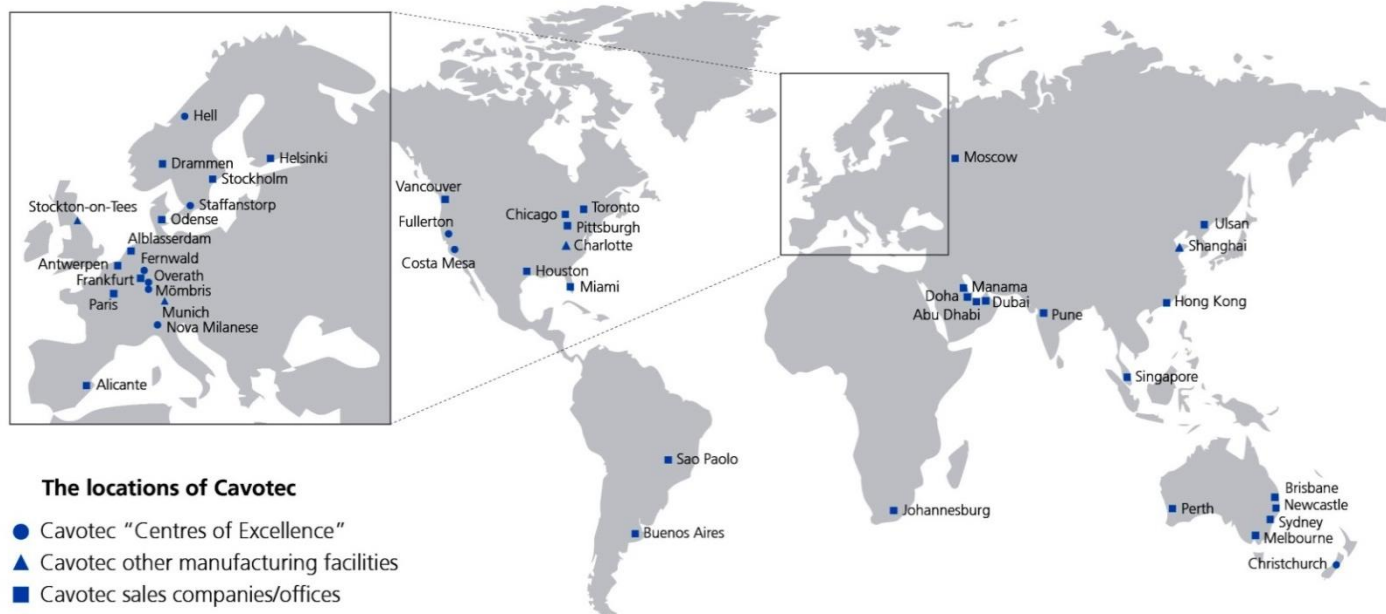 Hell
Drammen
Helsinki
Stockholm
Stockton-on-Tees
Staffanstorp
Odense
Alblasserdam
Antwerpen
Fernwald
Frankfurt
Overath
Paris
Mömbris
Munich
Nova Milanese
Alicante
Vancouver
Fullerton
Costa Mesa
Chicago
Toronto
Pittsburgh
Charlotte
Houston
Miami
Sao Paolo
Buenos Aires
Moscow
Ulsan
Shanghai
Manama
Doha
Dubai
Abu Dhabi
Pune
Hong Kong
Singapore
Johannesburg
Perth
Brisbane
Newcastle
Sydney
Melbourne
Christchurch
The locations of Cavotec
Cavotec “Centres of Excellence”
Cavotec other manufacturing facilities
Cavotec sales companies/offices